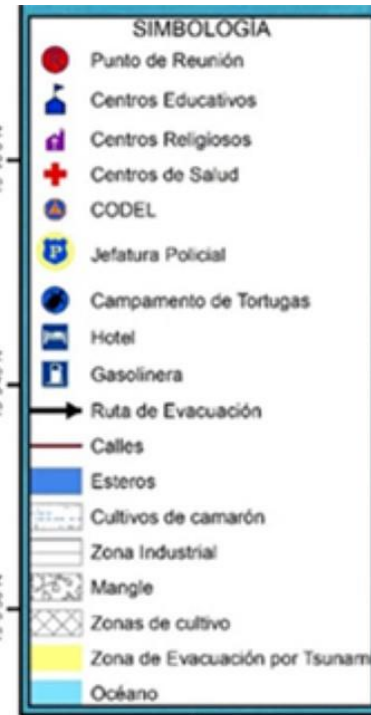 SIMBOLOGÍA
Punto de Reunión
Centros Educativos
Centros Religiosos
Centros de Salud
CODEL
Jefatura Policial
Campamento de Tortugas
Hotel
Gasolinera
Ruta de Evacuación
Calles
Esteros
Cultivos de camarón
Zona Industrial
Mangle
Zonas de cultivo
Zona de Evacuación por Tsunam
Océano